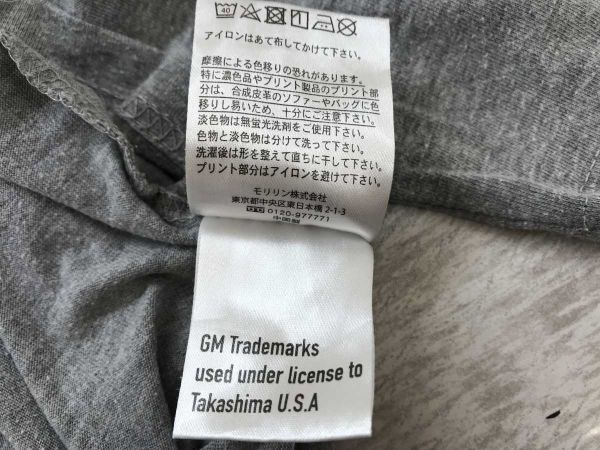 40
アイロンはあて布してかけて下さい。
摩擦による色移りの恐れがあります。
特に濃色品やプリント製品のプリント部
分は、合成皮革のソファーやバッグに色
移りし易いため、十分にご注意下さい。
淡色物は無蛍光洗剤をご使用下さい。
色物と淡色物は分けて洗って下さい。
洗濯後は形を整えて直ちに干して下さい。
プリント部分はアイロンを避けて下さい。
モリリン株式会社
東京都中央区東日本橋2-1-3
0120-977771
中国製
GM Trademarks
used under license to
Takashima U.S.A